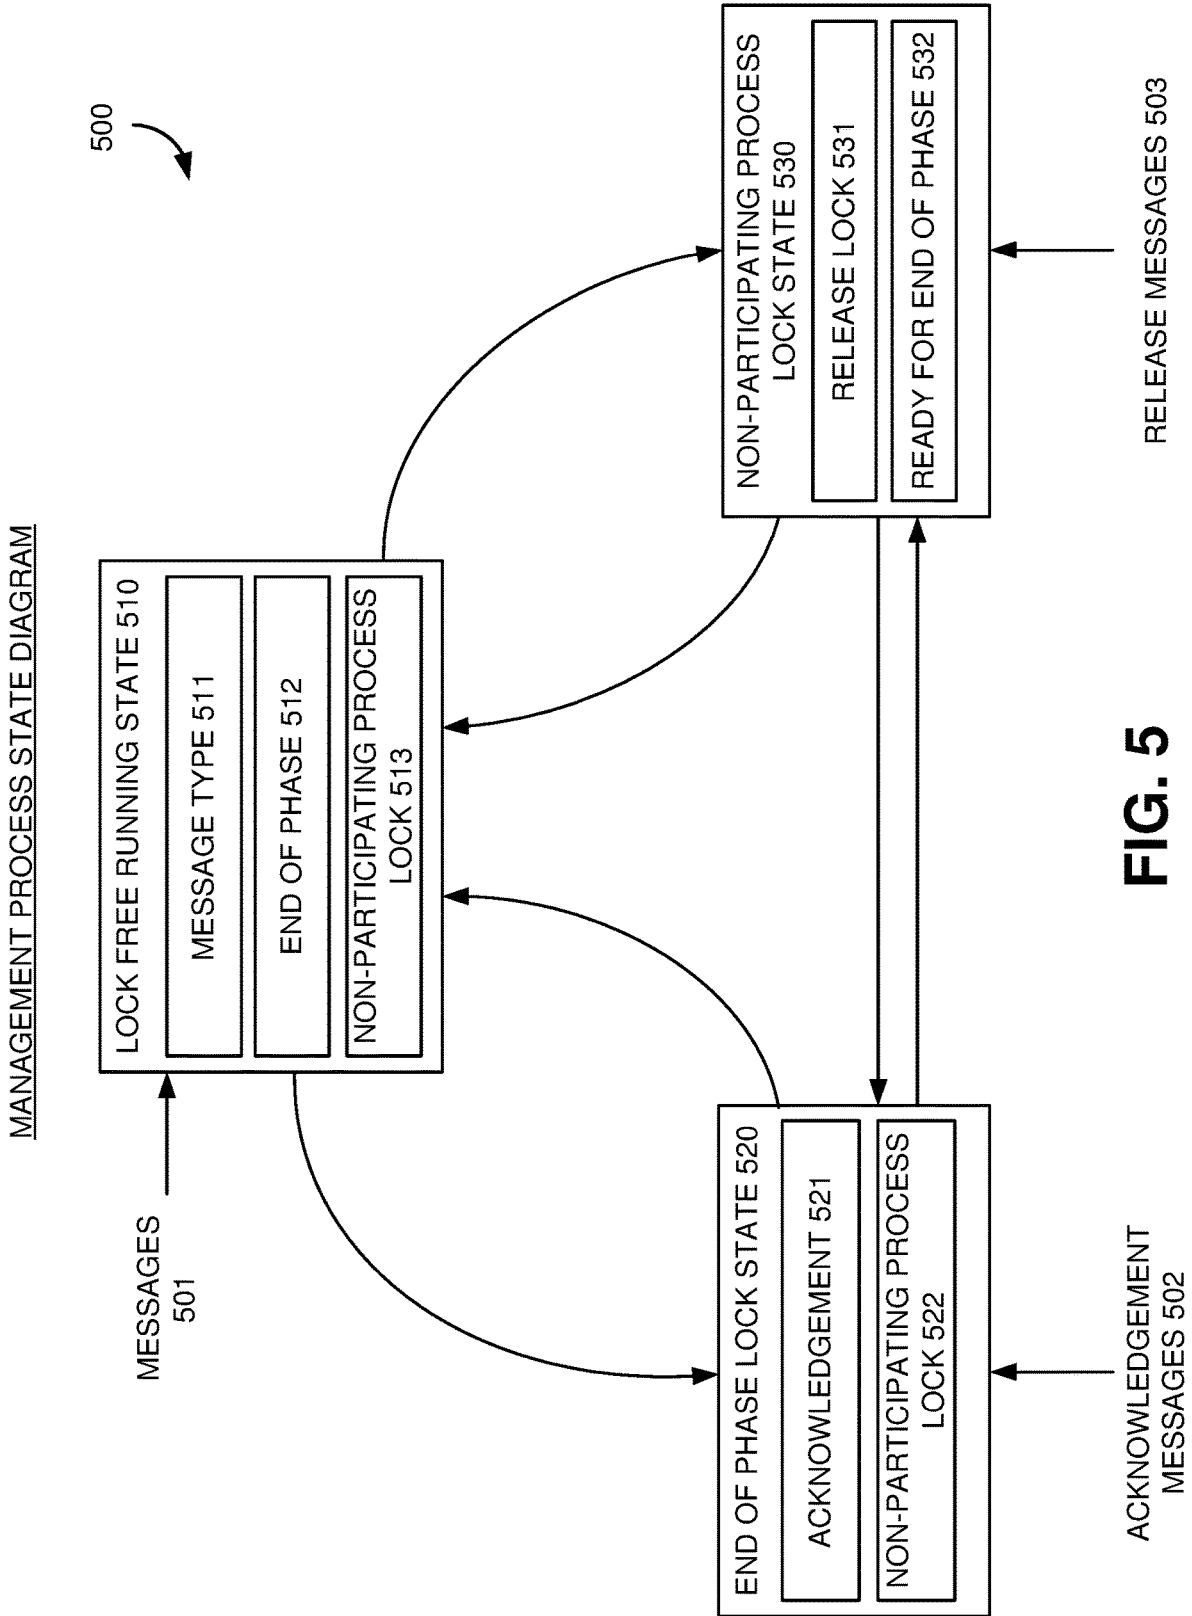 MANAGEMENT PROCESS STATE DIAGRAM
500
MESSAGES
501
LOCK FREE RUNNING STATE 510
MESSAGE TYPE 511
END OF PHASE 512
NON-PARTICIPATING PROCESS
LOCK 513
END OF PHASE LOCK STATE 520
ACKNOWLEDGEMENT 521
NON-PARTICIPATING PROCESS
LOCK 522
NON-PARTICIPATING PROCESS
LOCK STATE 530
RELEASE LOCK 531
READY FOR END OF PHASE 532
ACKNOWLEDGEMENT
MESSAGES 502
RELEASE MESSAGES 503
FIG. 5